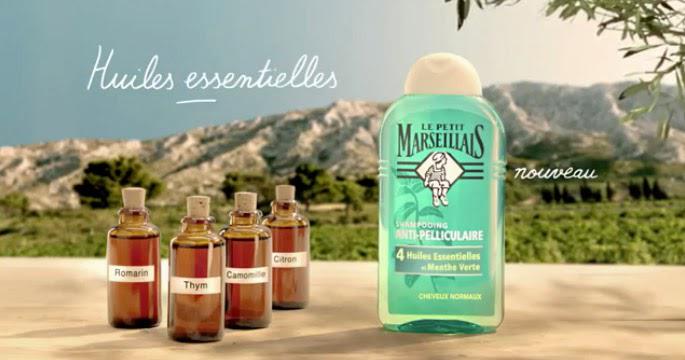 Huiles essentielles
LE PETIT
MARSEILLAIS
nouveau
SHAMPOOING
ANTI-PELLICULAIRE
4 Huiles Essentielles
et Menthe Verte
CHEVEUX NORMAUX
Romarin
Thym
Camomille
Citron